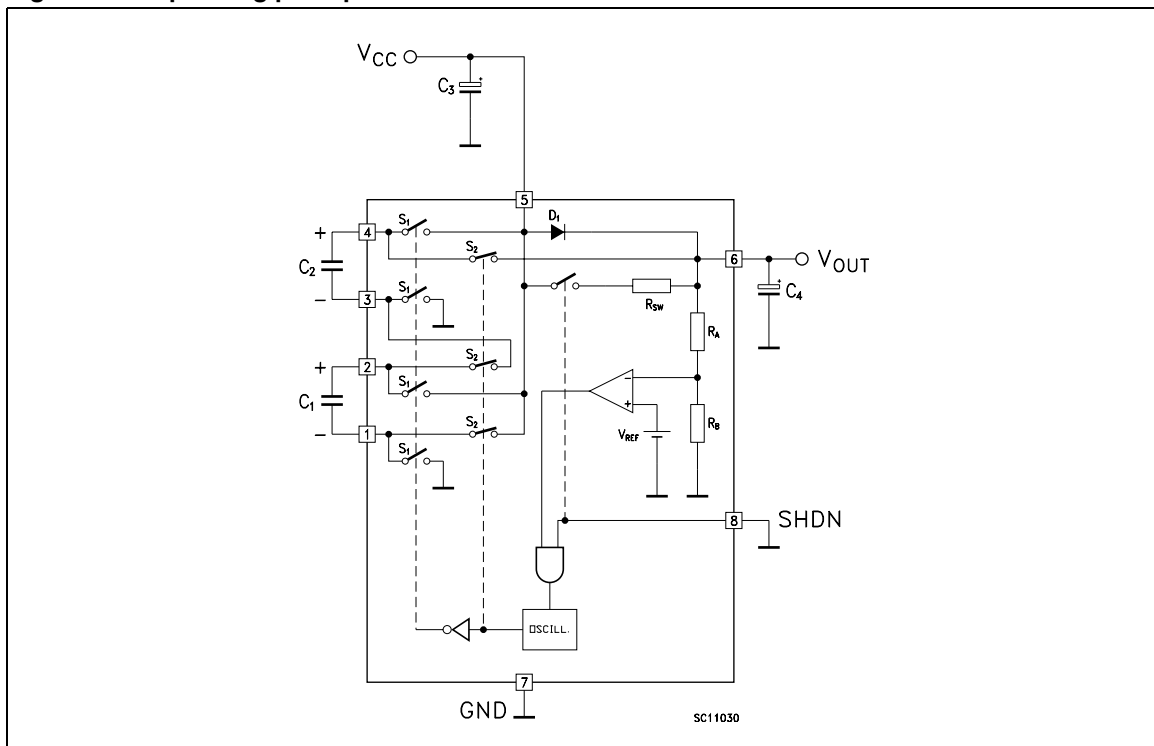 VCC
C3
+
5
4
S1
D1
+
S2
6
VOUT
C2
S1
+
C4
−
3
RSW
RA
S2
+
2
S1
−
C1
+
RB
S2
VREF
−
1
S1
8
SHDN
OSCILL.
7
GND
SC11030